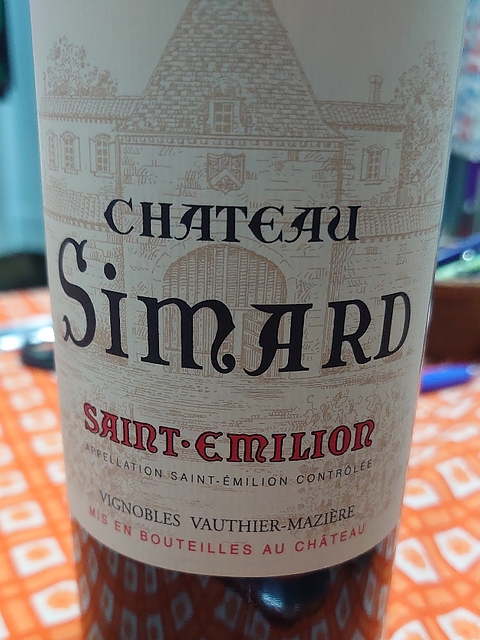 CHATEAU
Simard
SAINT·EMILION
APPELLATION SAINT-ÉMILION CONTRÔLÉE
VIGNOBLES VAUTHIER-MAZIÈRE
MIS EN BOUTEILLES AU CHÂTEAU